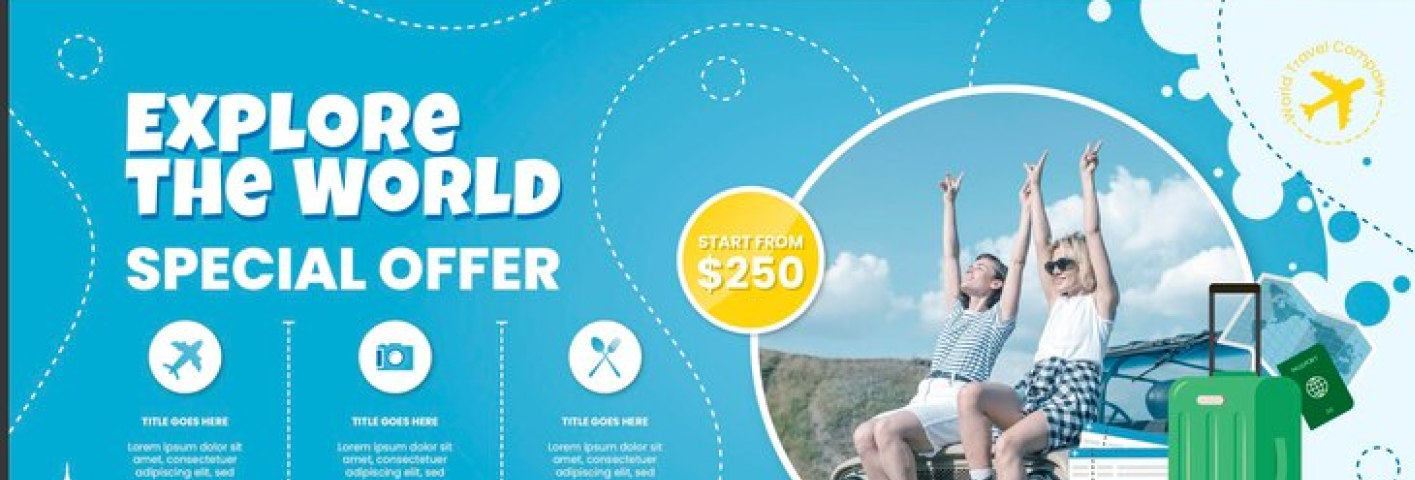 EXPLORE
THE WORLD
SPECIAL OFFER
START FROM
$250
World Travel Company
TITLE GOES HERE
Lorem ipsum dolor sit
amet, consectetuer
adipiscing elit, sed
TITLE GOES HERE
Lorem ipsum dolor sit
amet, consectetuer
adipiscing elit, sed
TITLE GOES HERE
Lorem ipsum dolor sit
amet, consectetuer
adipiscing elit, sed
PASSPORT